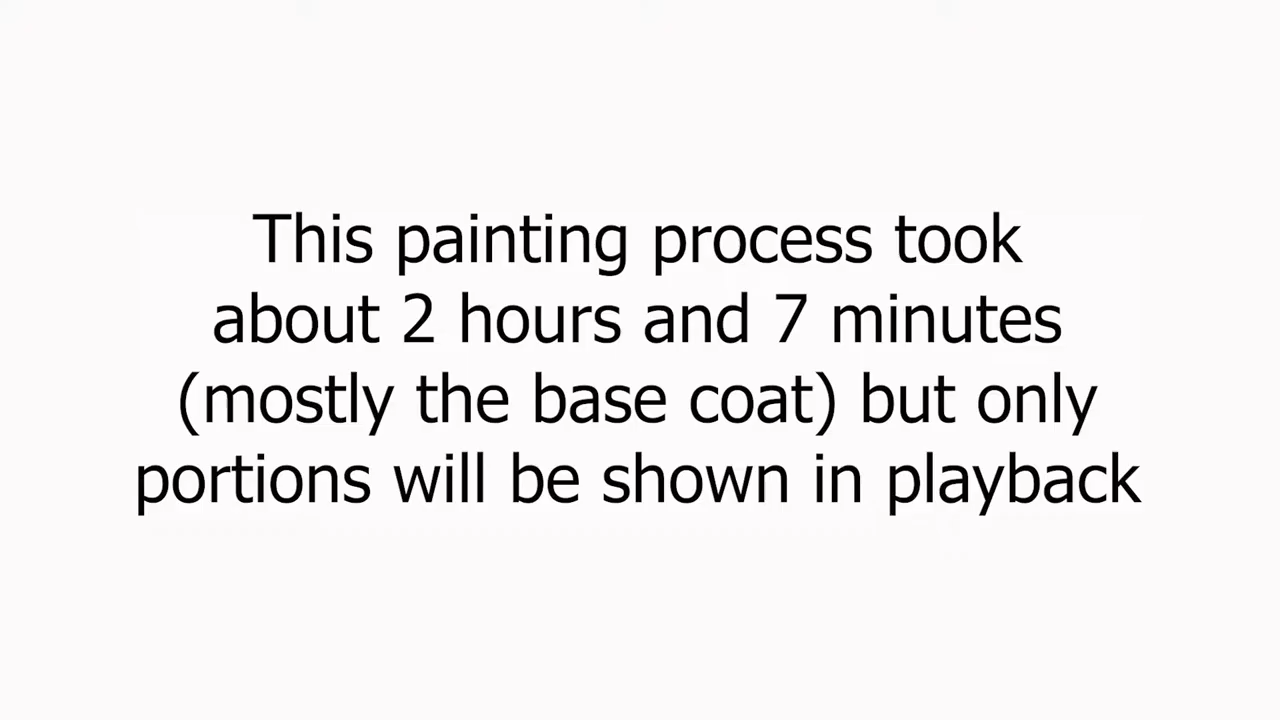 This painting process took
about 2 hours and 7 minutes
(mostly the base coat) but only
portions will be shown in playback